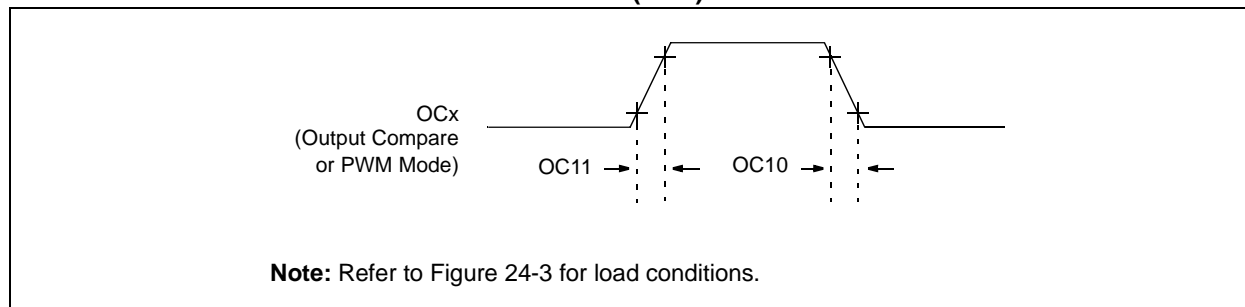 OCx
(Output Compare
or PWM Mode)
OC11
OC10
Note: Refer to Figure 24-3 for load conditions.